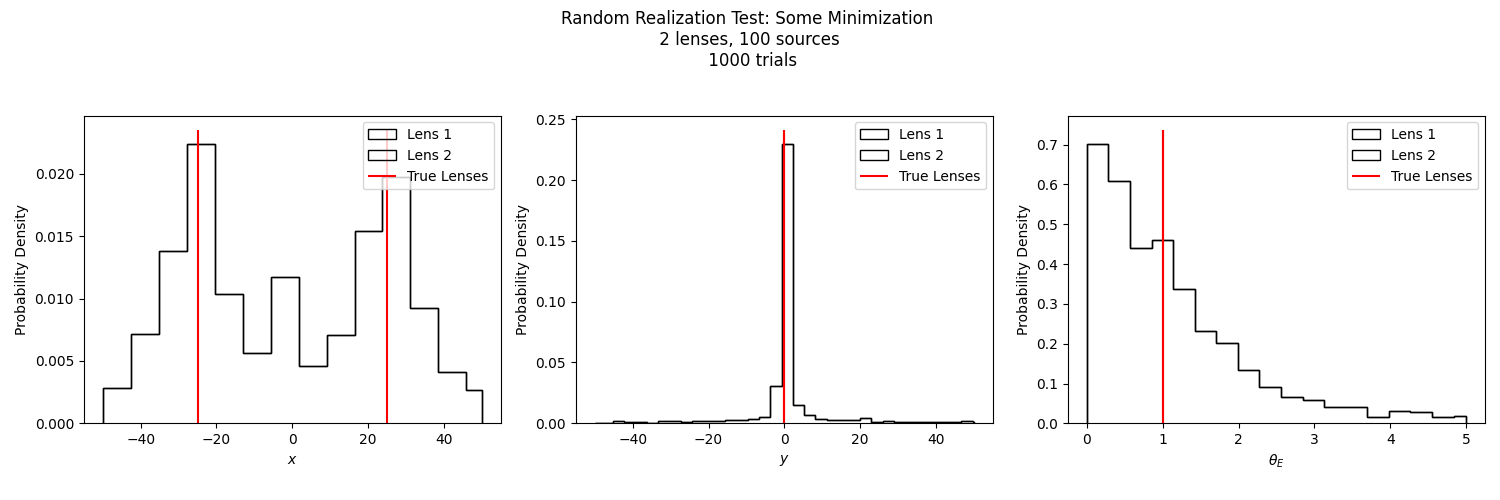 Random Realization Test: Some Minimization
2 lenses, 100 sources
1000 trials
Probability Density
0.020
0.015
0.010
0.005
0.000
−40
−20
0
20
40
x
Lens 1
Lens 2
True Lenses
Probability Density
0.25
0.20
0.15
0.10
0.05
0.00
−40
−20
0
20
40
y
Lens 1
Lens 2
True Lenses
Probability Density
0.7
0.6
0.5
0.4
0.3
0.2
0.1
0.0
0
1
2
3
4
5
θ_E
Lens 1
Lens 2
True Lenses